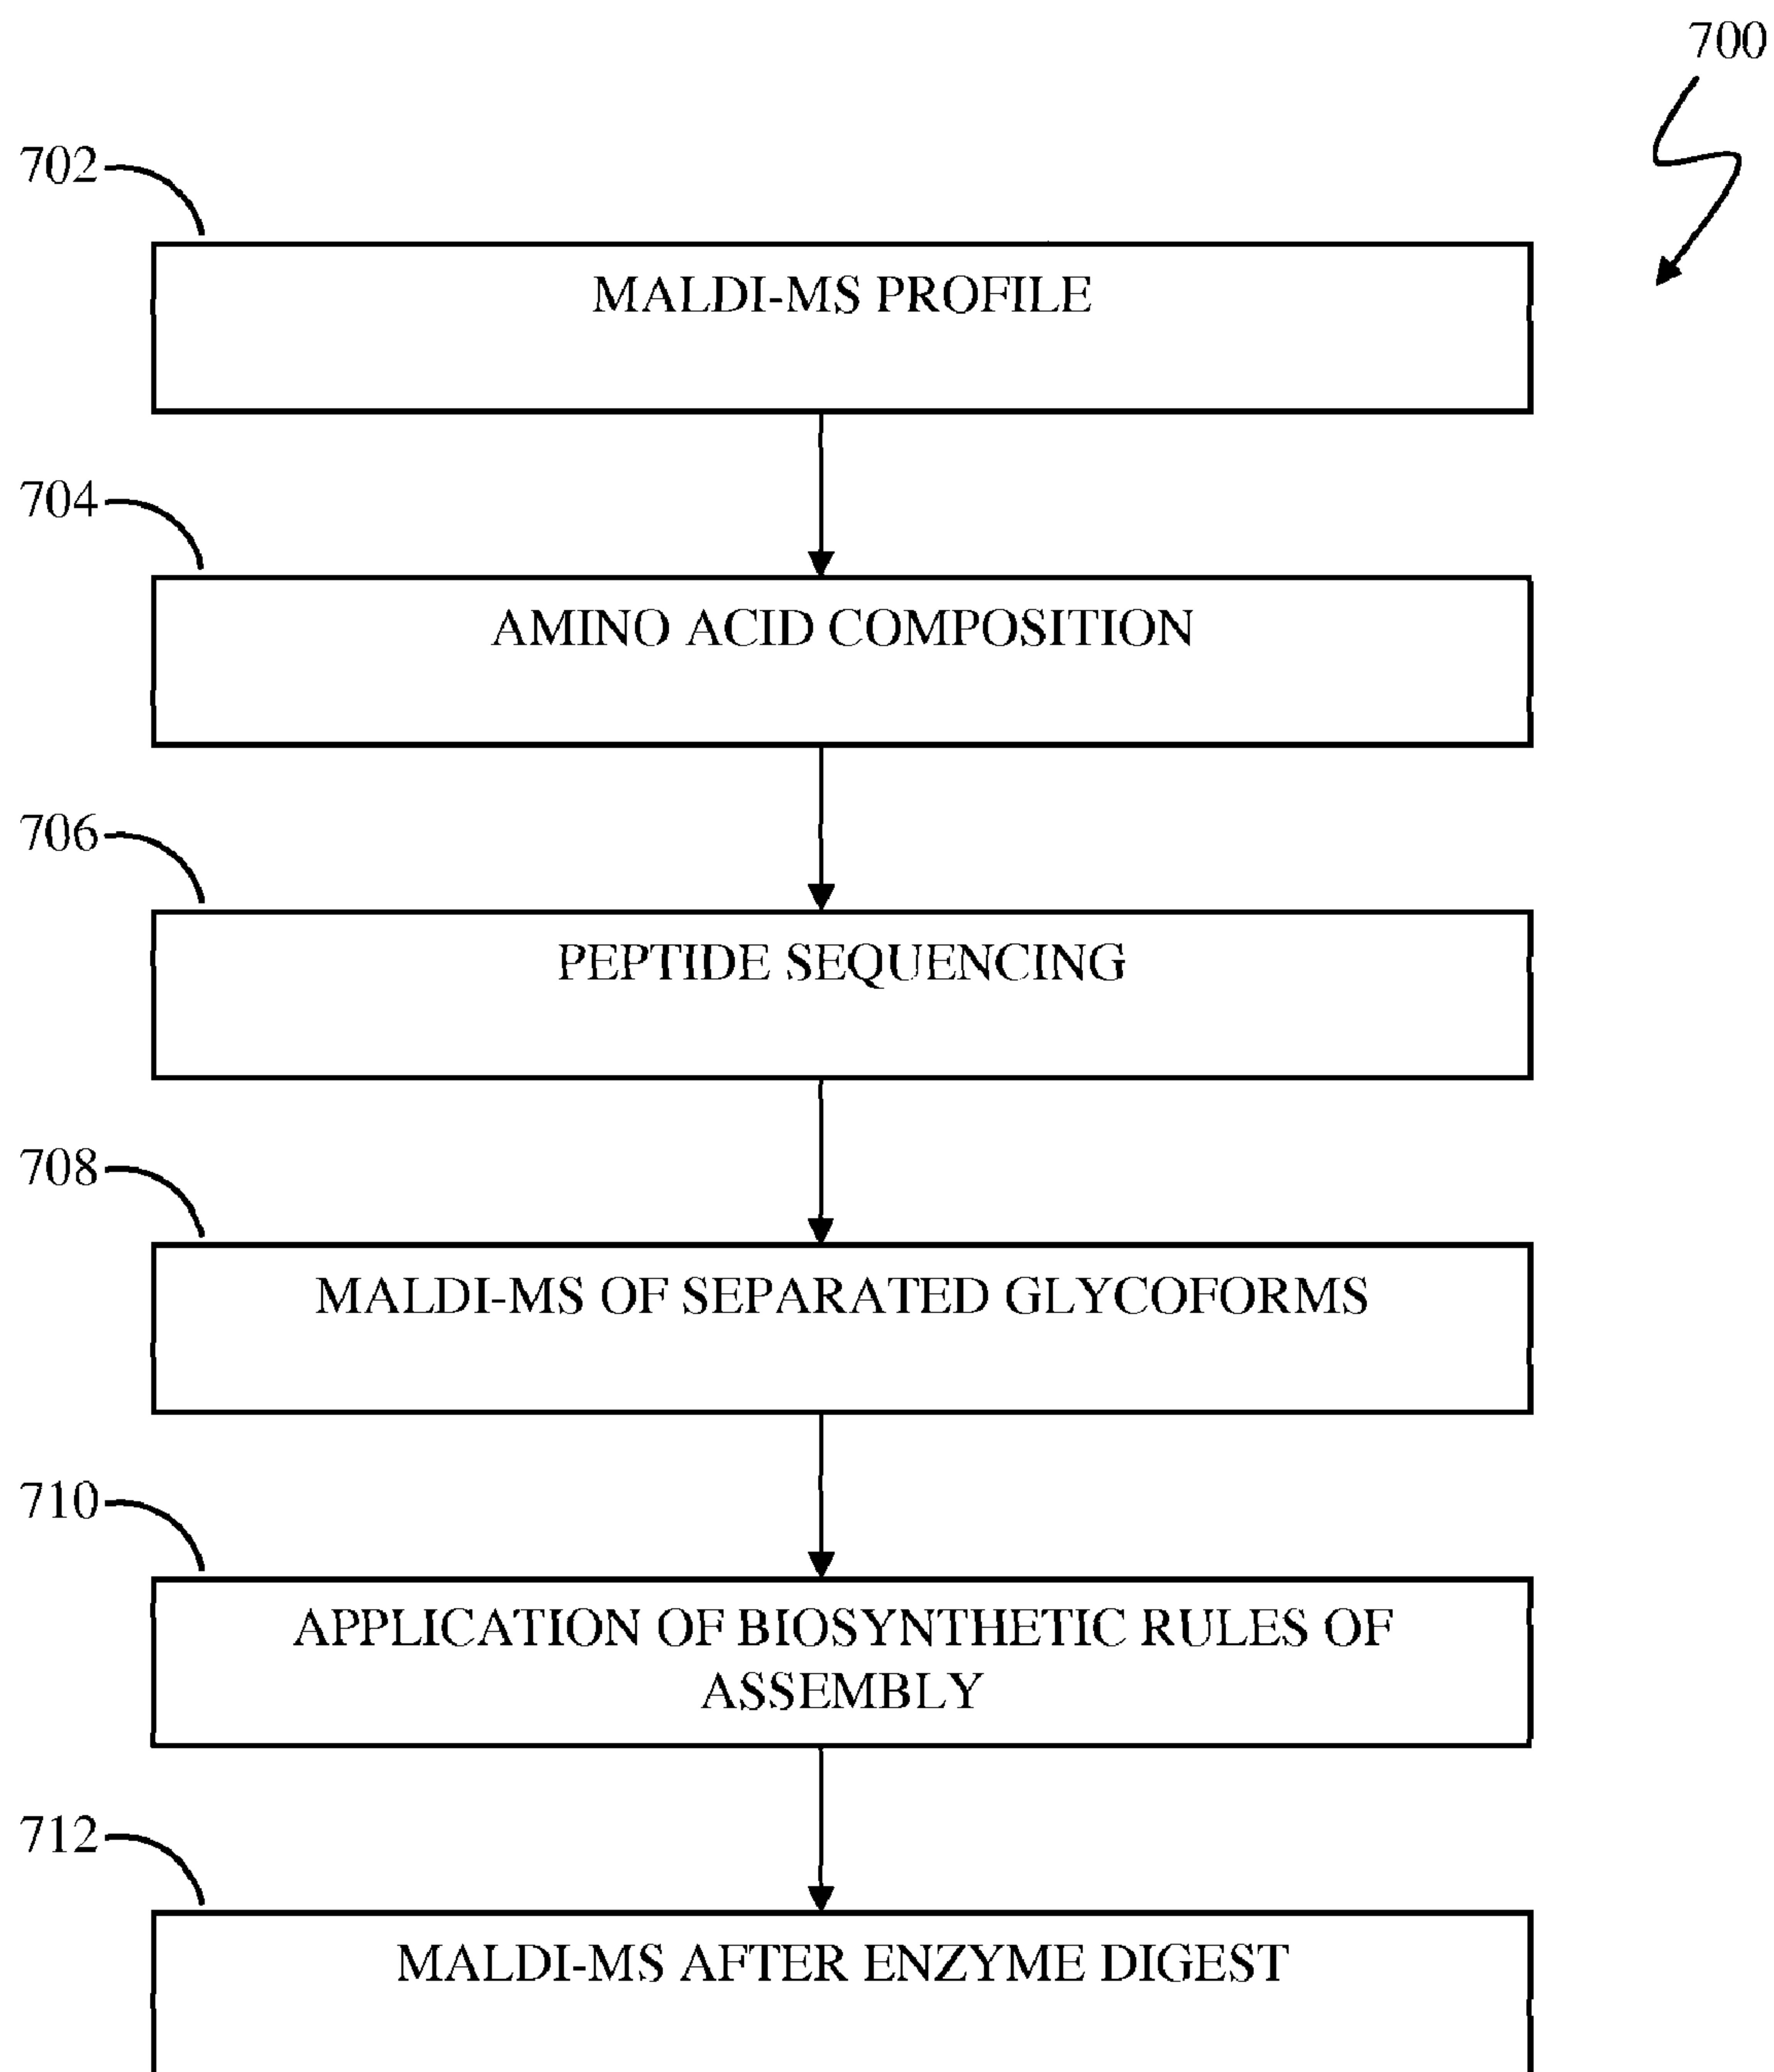 700
702
MALDI-MS PROFILE
704
AMINO ACID COMPOSITION
706
PEPTIDE SEQUENCING
708
MALDI-MS OF SEPARATED GLYCOFORMS
710
APPLICATION OF BIOSYNTHETIC RULES OF
ASSEMBLY
712
MALDI-MS AFTER ENZYME DIGEST